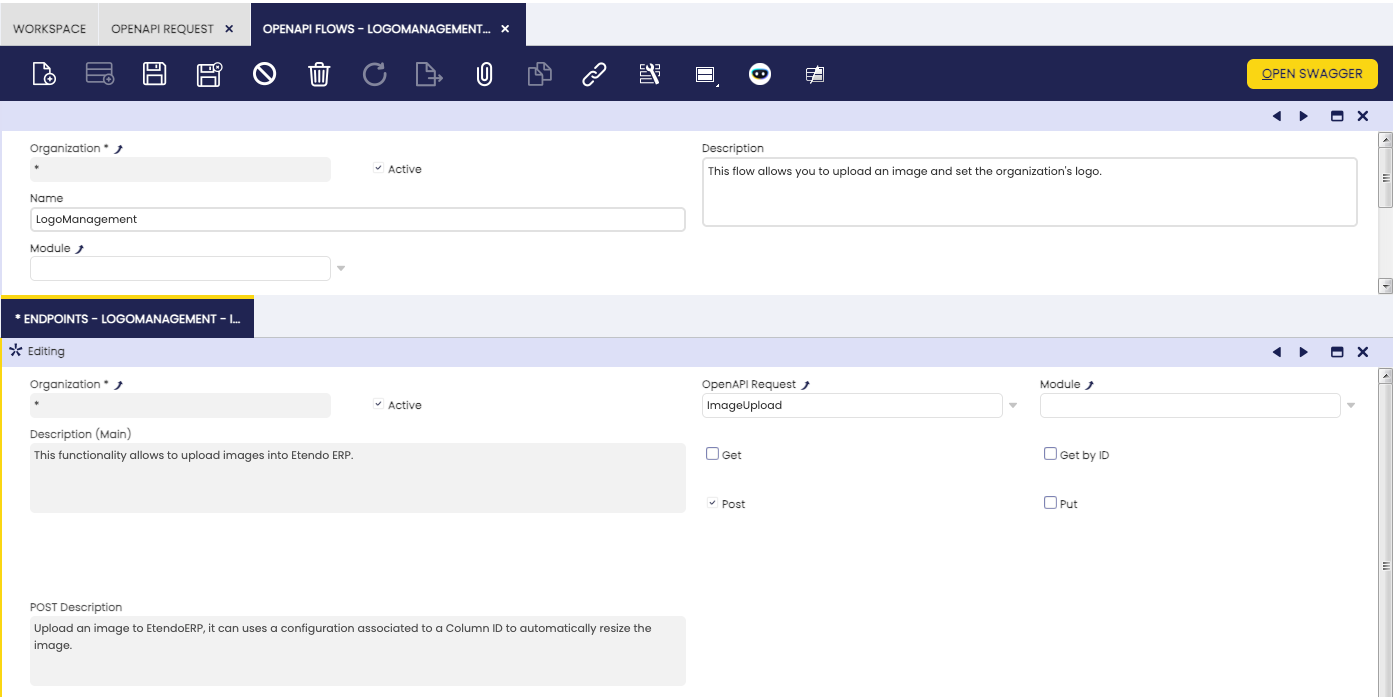 WORKSPACE
OPENAPI REQUEST
OPENAPI FLOWS - LOGOMANAGEMENT...
OPEN SWAGGER
Organization *
*
Active
Description
This flow allows you to upload an image and set the organization's logo.
Name
LogoManagement
Module
* ENDPOINTS - LOGOMANAGEMENT - I...
Editing
Organization *
*
Active
OpenAPI Request
ImageUpload
Module
Description (Main)
This functionality allows to upload images into Etendo ERP.
Get
Get by ID
Post
Put
POST Description
Upload an image to EtendoERP, it can uses a configuration associated to a Column ID to automatically resize the
image.